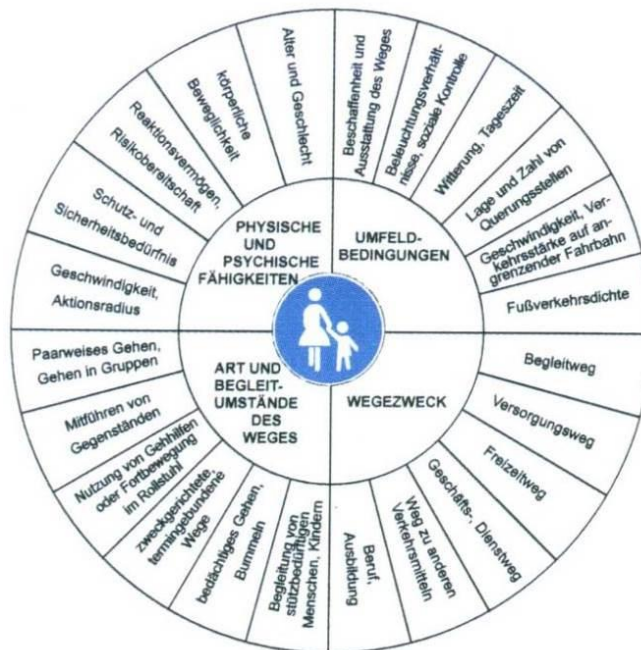 PHYSISCHE
UND
PSYCHISCHE
FÄHIGKEITEN
Geschwindigkeit,
Aktionsradius
Schutz- und
Sicherheitsbedürfnis
Reaktionsvermögen,
Risikobereitschaft
körperliche
Beweglichkeit
Alter und Geschlecht
UMFELD-
BEDINGUNGEN
Beschaffenheit und
Ausstattung des Weges
Beleuchtungsverhält-
nisse, soziale Kontrolle
Witterung, Tageszeit
Lage und Zahl von
Querungsstellen
Geschwindigkeit, Ver-
kehrsstärke auf an-
grenzender Fahrbahn
Fußverkehrsdichte
WEGEZWECK
Begleitweg
Versorgungsweg
Freizeitweg
Geschäfts-, Dienstweg
Weg zu anderen
Verkehrsmitteln
Beruf,
Ausbildung
ART UND
BEGLEIT-
UMSTÄNDE
DES
WEGES
Begleitung von
stützbedürftigen
Menschen, Kindern
bedächtiges Gehen,
Bummeln
zweckgerichtete,
termingebundene
Wege
Nutzung von Gehhilfen
oder Fortbewegung
im Rollstuhl
Mitführen von
Gegenständen
Paarweises Gehen,
Gehen in Gruppen